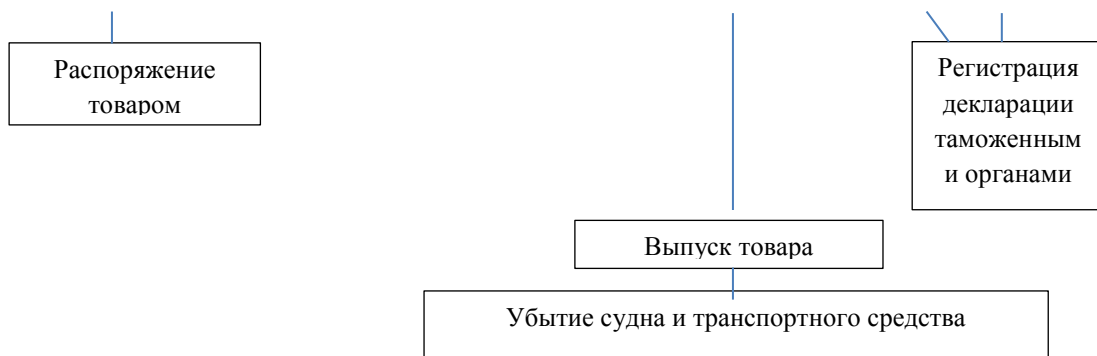 Распоряжение
товаром
Регистрация
декларации
таможенным
и органами
Выпуск товара
Убытие судна и транспортного средства